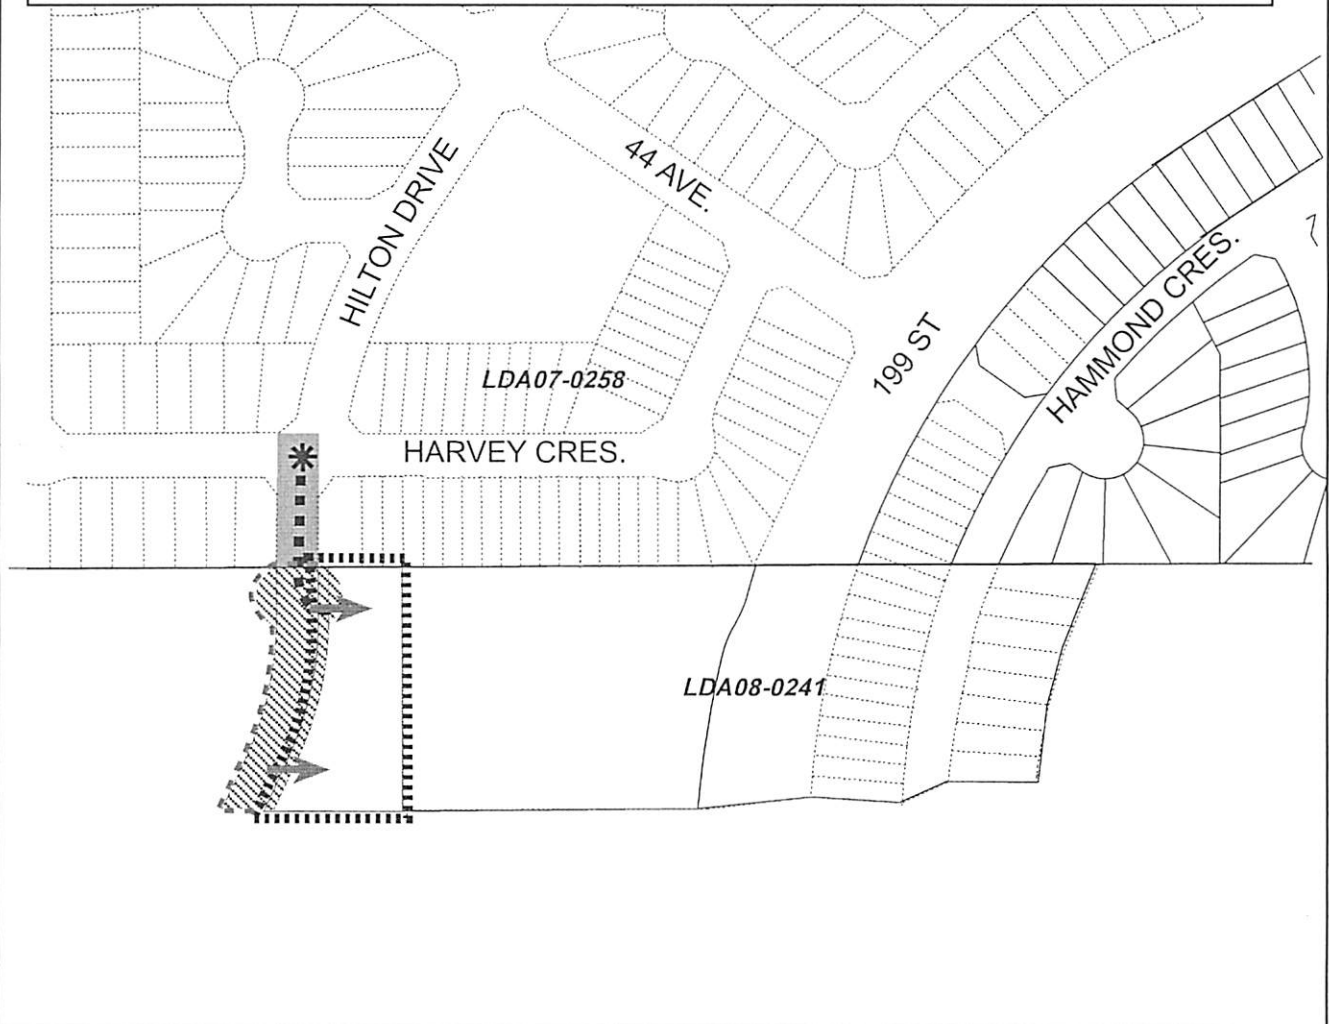 44 AVE.
HILTON DRIVE
HAMMOND CRES.
199 ST
LDA07-0258
HARVEY CRES.
LDA08-0241